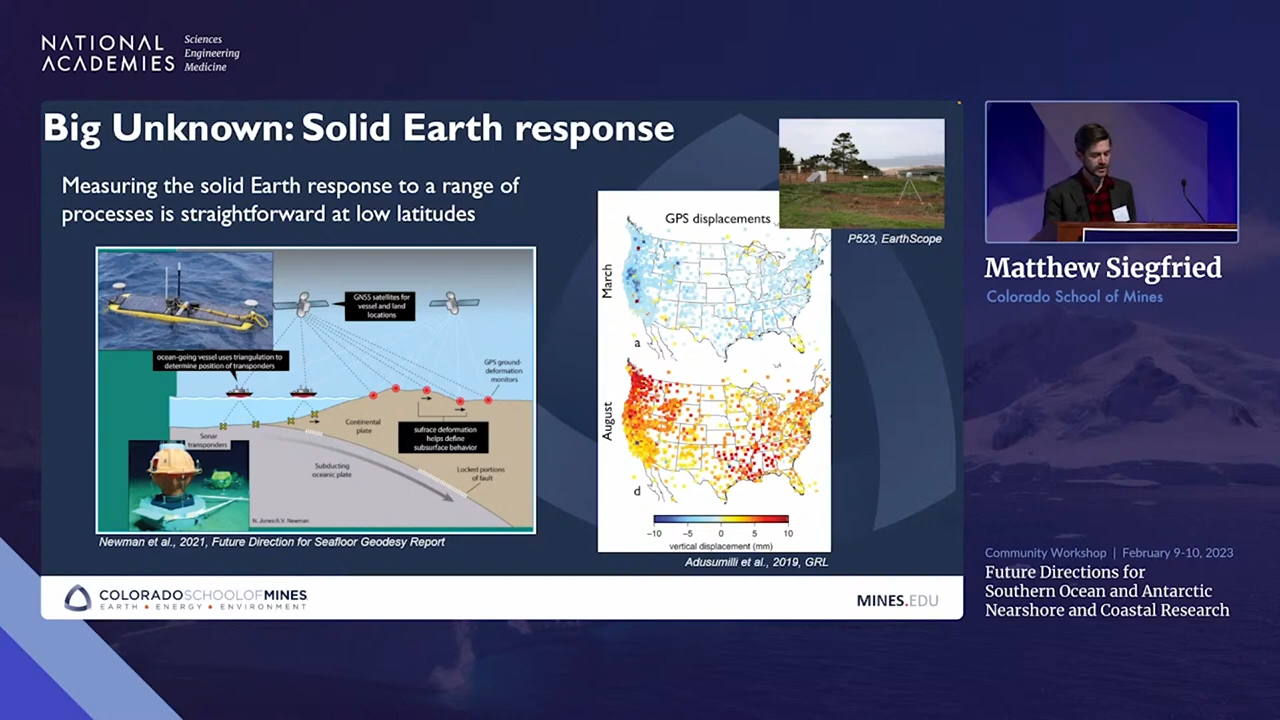 NATIONAL ACADEMIES
Sciences
Engineering
Medicine
Big Unknown: Solid Earth response
Measuring the solid Earth response to a range of
processes is straightforward at low latitudes
GNSS satellites for
vessel and land
locations
ocean-going vessel uses triangulation to
determine position of transponders
GPS ground-
deformation
monitors
Sonar
transponders
Continental
plate
sufrace deformation
helps define
subsurface behavior
Subducting
oceanic plate
Locked portions
of fault
N. Jones/A.V. Newman
Newman et al., 2021, Future Direction for Seafloor Geodesy Report
GPS displacements
March
a
August
d
-10 -5 0 5 10
vertical displacement (mm)
Adusumilli et al., 2019, GRL
P523, EarthScope
COLORADOSCHOOLOFMINES
EARTH • ENERGY • ENVIRONMENT
MINES.EDU
Matthew Siegfried
Colorado School of Mines
Community Workshop | February 9-10, 2023
Future Directions for
Southern Ocean and Antarctic
Nearshore and Coastal Research